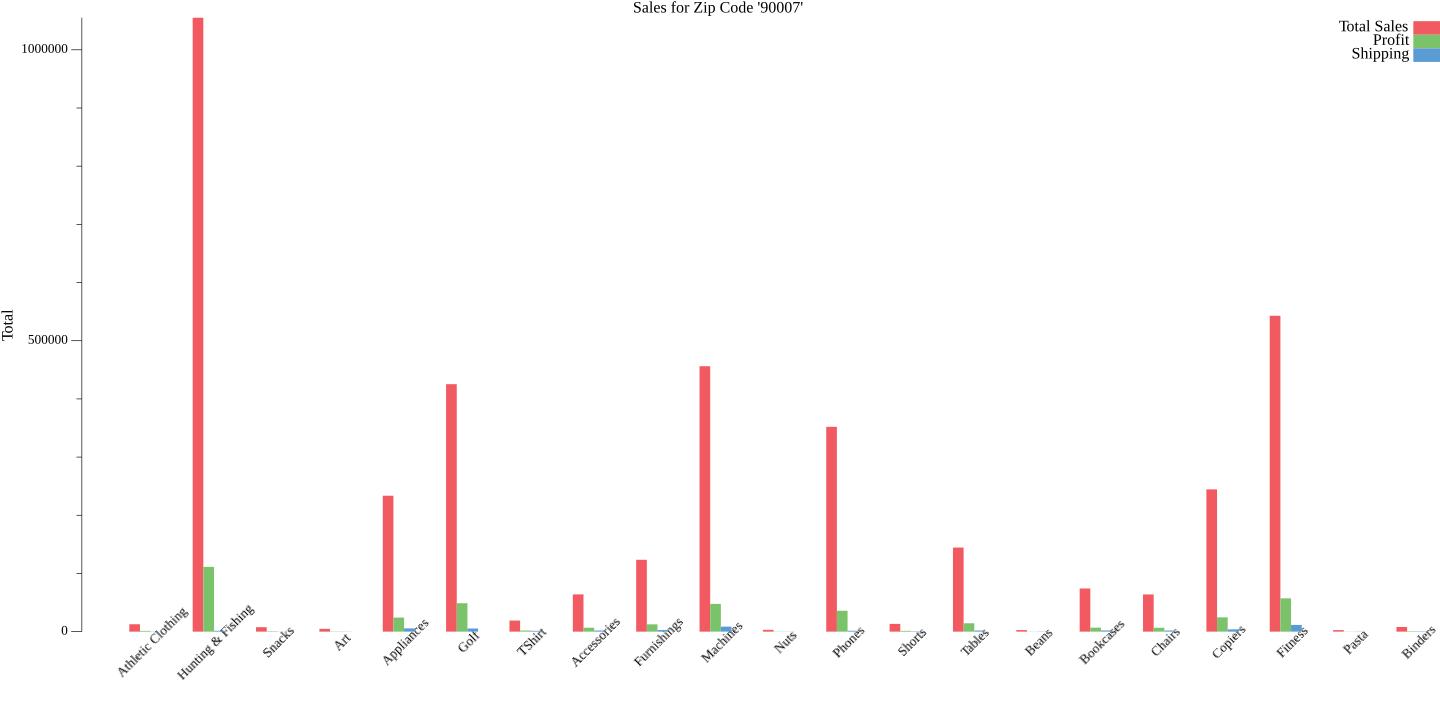 Sales for Zip Code '90007'
Total Sales
Profit
Shipping
1000000
500000
0
Total
Athletic Clothing
Hunting & Fishing
Snacks
Art
Appliances
Golf
TShirt
Accessories
Furnishings
Machines
Nuts
Phones
Shorts
Tables
Beans
Bookcases
Chairs
Copiers
Fitness
Pasta
Binders